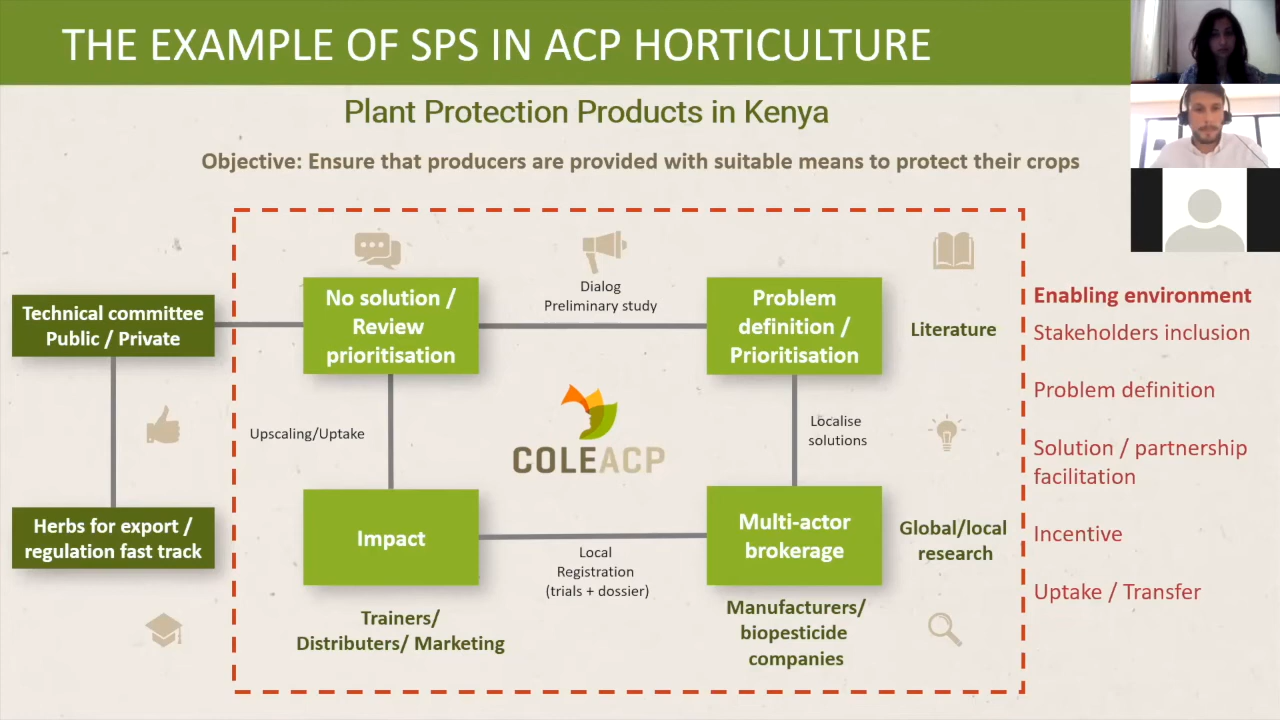 THE EXAMPLE OF SPS IN ACP HORTICULTURE
Plant Protection Products in Kenya
Objective: Ensure that producers are provided with suitable means to protect their crops
Technical committee
Public / Private
No solution /
Review
prioritisation
Dialog
Preliminary study
Problem
definition /
Prioritisation
Literature
Enabling environment
Stakeholders inclusion
Problem definition
Solution / partnership
facilitation
Incentive
Uptake / Transfer
Upscaling/Uptake
COLEACP
Localise
solutions
Herbs for export /
regulation fast track
Impact
Local
Registration
(trials + dossier)
Multi-actor
brokerage
Global/local
research
Trainers/
Distributers/ Marketing
Manufacturers/
biopesticide
companies